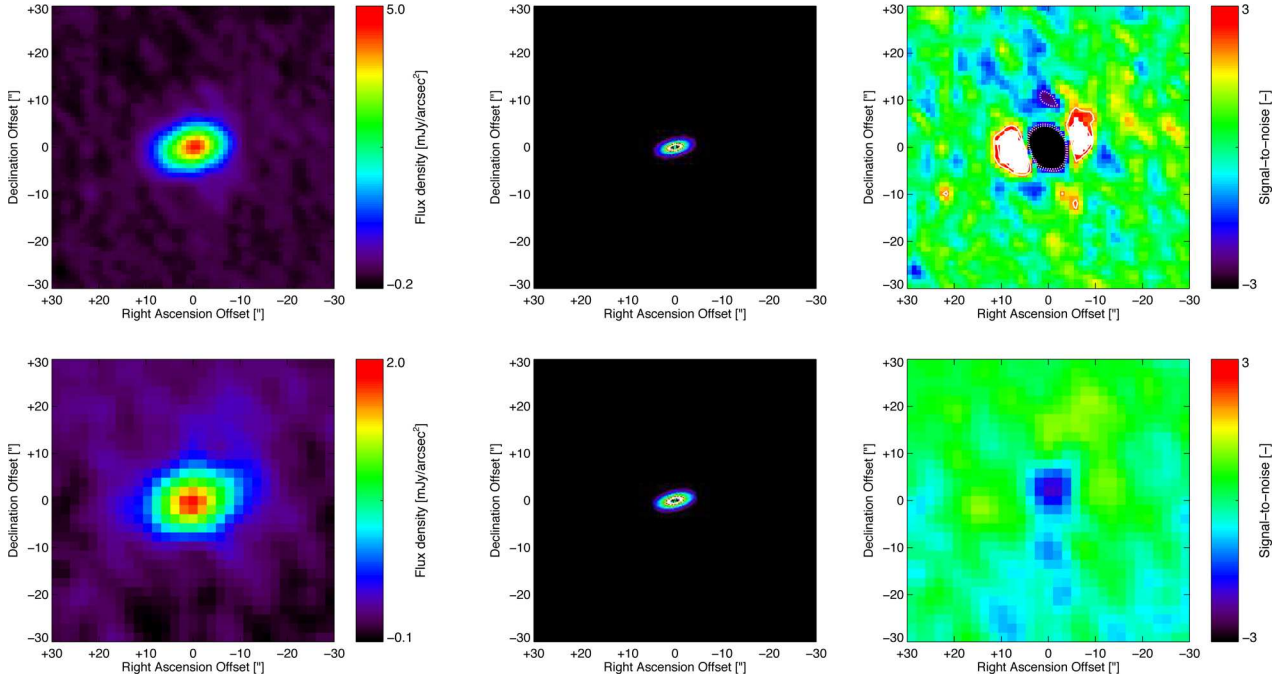 +30 5.0 +30 +30 3
+20 +20 +20
+10 +10 +10
0 0 0
−10 −10 −10
−20 −20 −20
−30 −0.2 −30 −30 −3
Declination Offset ["] Flux density [mJy/arcsec²] Declination Offset ["] Declination Offset ["] Signal−to−noise [−]
+30 +20 +10 0 −10 −20 −30 +30 +20 +10 0 −10 −20 −30 +30 +20 +10 0 −10 −20 −30
Right Ascension Offset ["] Right Ascension Offset ["] Right Ascension Offset ["]
+30 2.0 +30 +30 3
+20 +20 +20
+10 +10 +10
0 0 0
−10 −10 −10
−20 −20 −20
−30 −0.1 −30 −30 −3
Declination Offset ["] Flux density [mJy/arcsec²] Declination Offset ["] Declination Offset ["] Signal−to−noise [−]
+30 +20 +10 0 −10 −20 −30 +30 +20 +10 0 −10 −20 −30 +30 +20 +10 0 −10 −20 −30
Right Ascension Offset ["] Right Ascension Offset ["] Right Ascension Offset ["]